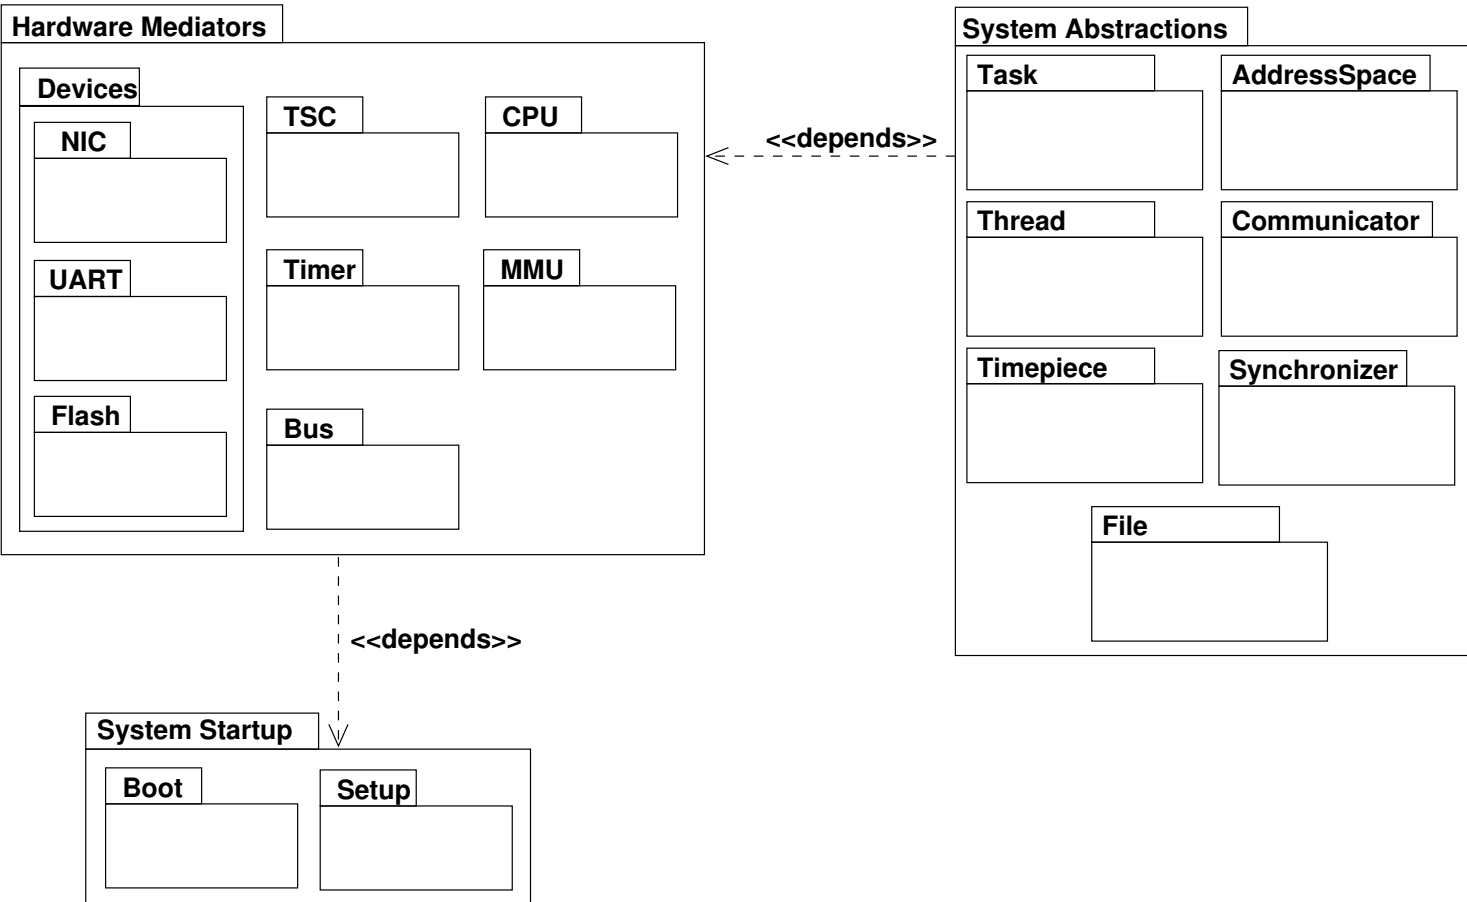 Hardware Mediators
Devices
NIC
UART
Flash
TSC
CPU
Timer
MMU
Bus
<<depends>>
System Abstractions
Task
AddressSpace
Thread
Communicator
Timepiece
Synchronizer
File
<<depends>>
System Startup
Boot
Setup